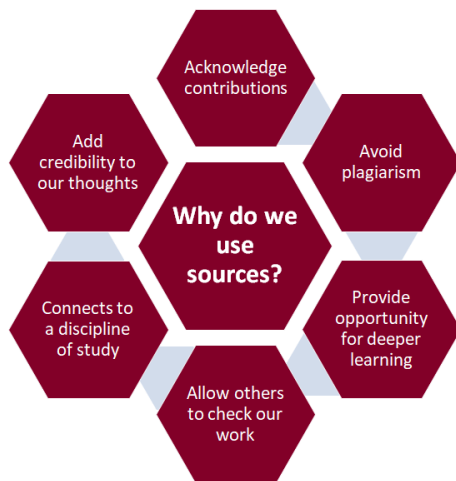 Acknowledge
contributions
Avoid
plagiarism
Provide
opportunity
for deeper
learning
Allow others
to check our
work
Connects to
a discipline
of study
Add
credibility to
our thoughts
Why do we
use
sources?